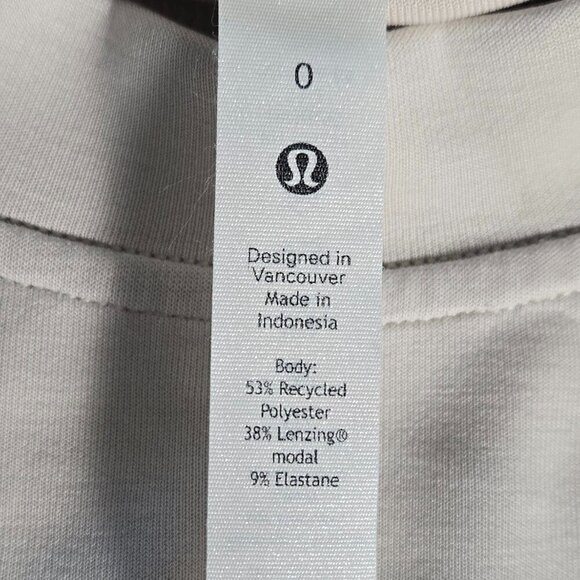 0
Designed in
Vancouver
Made in
Indonesia
Body:
53% Recycled
Polyester
38% Lenzing®
modal
9% Elastane